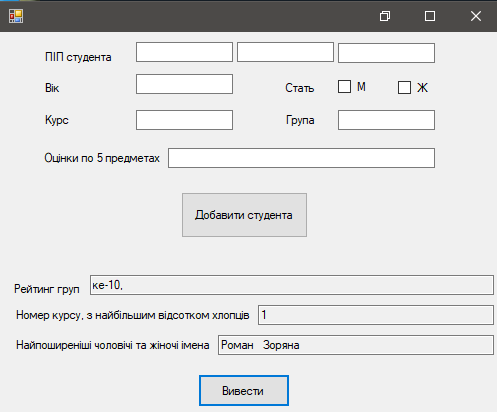 ПІП студента
Вік Стать М Ж
Курс Група
Оцінки по 5 предметах
Добавити студента
Рейтинг груп ке-10,
Номер курсу, з найбільшим відсотком хлопців 1
Найпоширеніші чоловічі та жіночі імена Роман Зоряна
Вивести